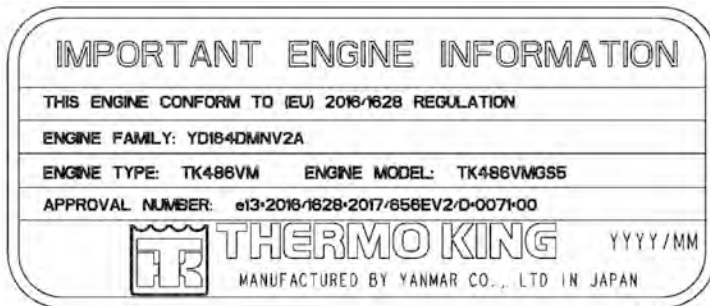 IMPORTANT ENGINE INFORMATION
THIS ENGINE CONFORM TO (EU) 2016/1628 REGULATION
ENGINE FAMILY: YD184DMNV2A
ENGINE TYPE: TK486VM ENGINE MODEL: TK486VMGS5
APPROVAL NUMBER: e13*2016/1628*2017/656EV2/D*0071*00
TK THERMO KING YYYY/MM
MANUFACTURED BY YANMAR CO., LTD IN JAPAN